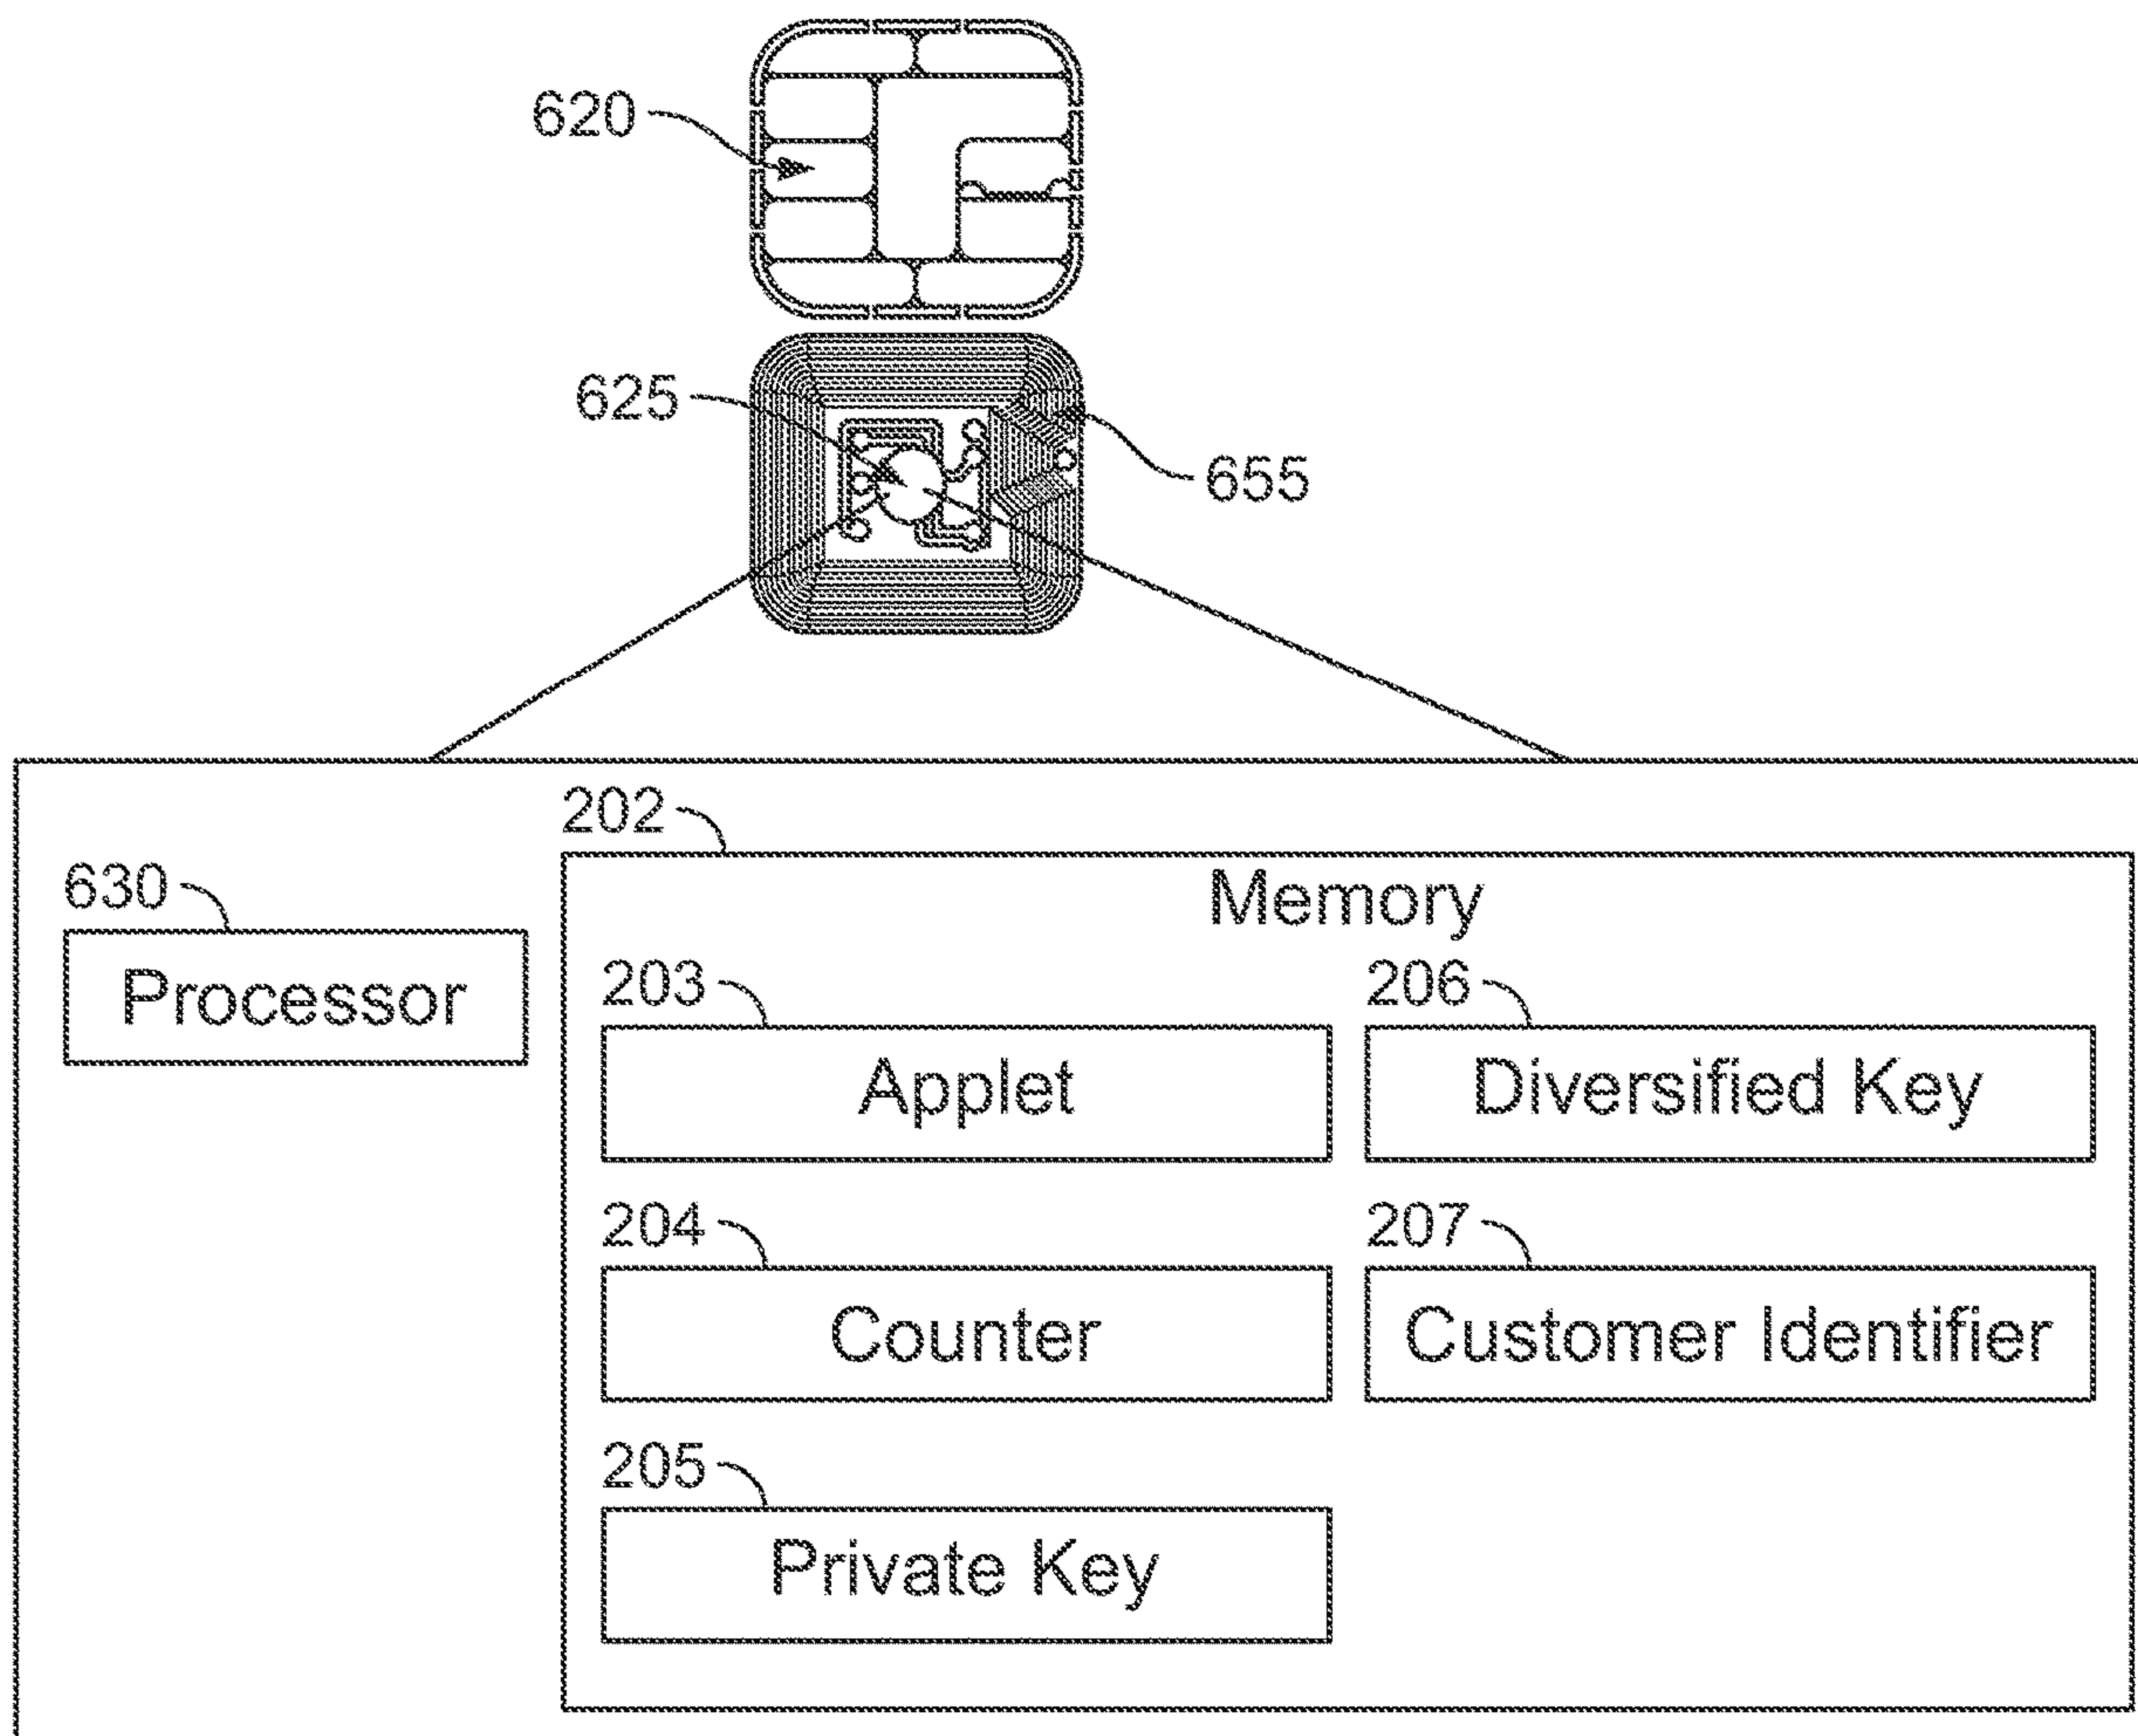 620
625
655
202
Memory
630
Processor
203
206
Applet
Diversified Key
204
207
Counter
Customer Identifier
205
Private Key